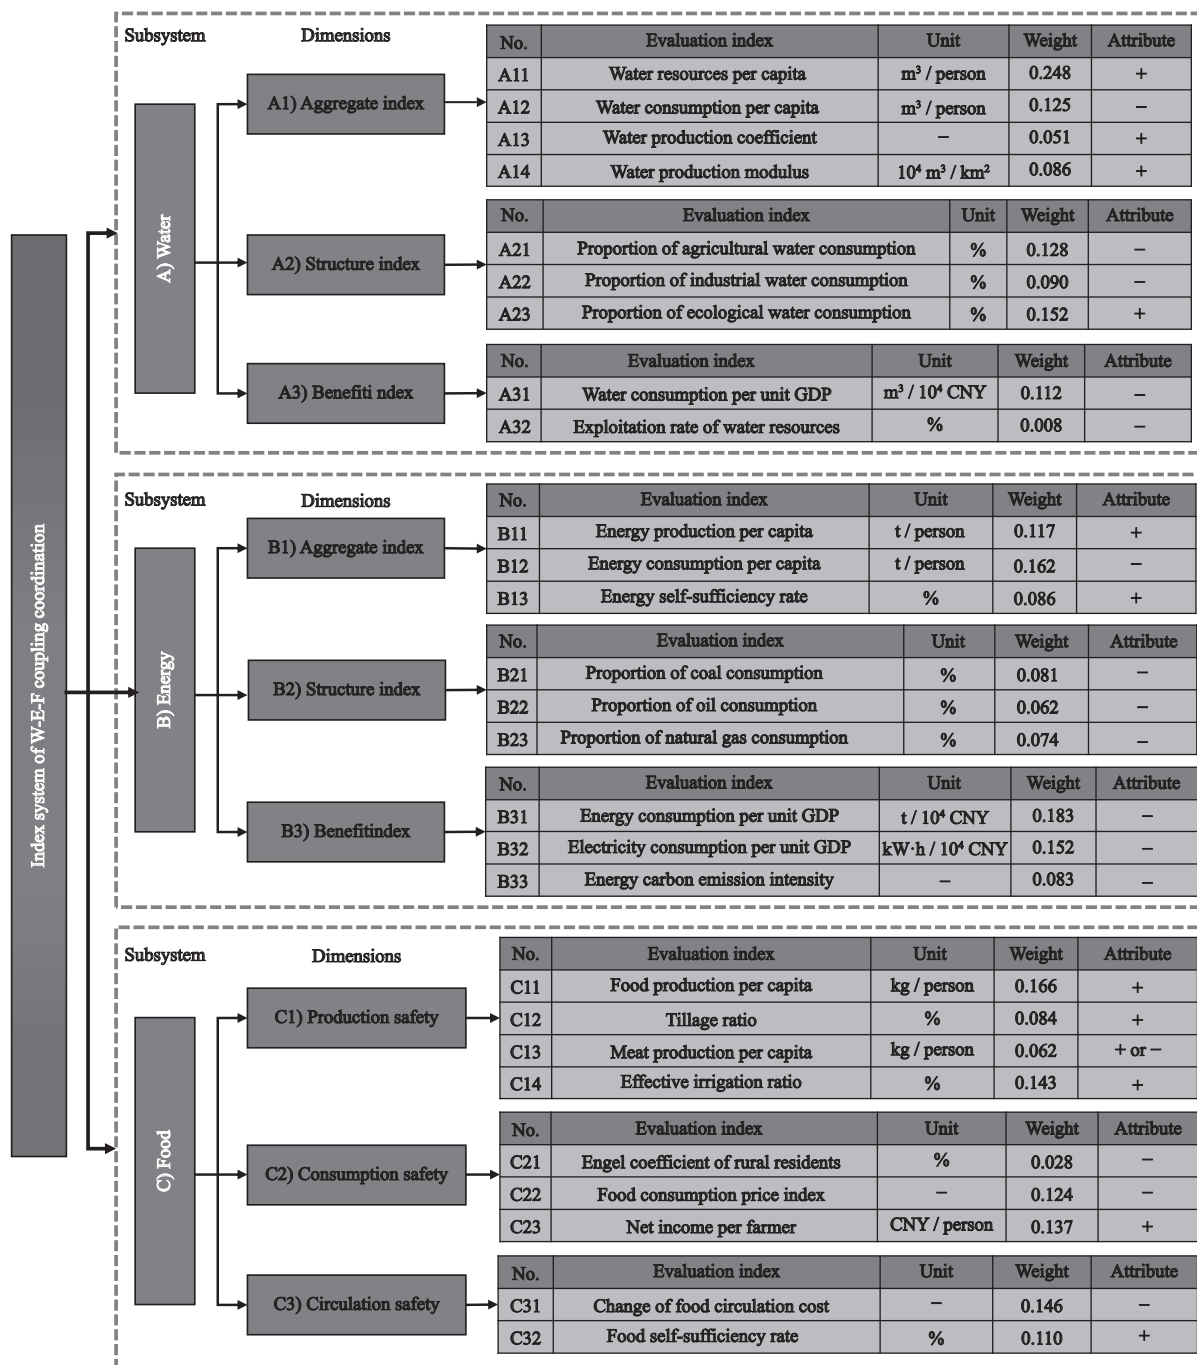 Index system of W-E-F coupling coordination
Subsystem Dimensions
A) Water
A1) Aggregate index
No. Evaluation index Unit Weight Attribute
A11 Water resources per capita m³ / person 0.248 +
A12 Water consumption per capita m³ / person 0.125 −
A13 Water production coefficient − 0.051 +
A14 Water production modulus 10⁴ m³ / km² 0.086 +
A2) Structure index
No. Evaluation index Unit Weight Attribute
A21 Proportion of agricultural water consumption % 0.128 −
A22 Proportion of industrial water consumption % 0.090 −
A23 Proportion of ecological water consumption % 0.152 +
A3) Benefiti ndex
No. Evaluation index Unit Weight Attribute
A31 Water consumption per unit GDP m³ / 10⁴ CNY 0.112 −
A32 Exploitation rate of water resources % 0.008 −
Subsystem Dimensions
B) Energy
B1) Aggregate index
No. Evaluation index Unit Weight Attribute
B11 Energy production per capita t / person 0.117 +
B12 Energy consumption per capita t / person 0.162 −
B13 Energy self-sufficiency rate % 0.086 +
B2) Structure index
No. Evaluation index Unit Weight Attribute
B21 Proportion of coal consumption % 0.081 −
B22 Proportion of oil consumption % 0.062 −
B23 Proportion of natural gas consumption % 0.074 −
B3) Benefitindex
No. Evaluation index Unit Weight Attribute
B31 Energy consumption per unit GDP t / 10⁴ CNY 0.183 −
B32 Electricity consumption per unit GDP kW·h / 10⁴ CNY 0.152 −
B33 Energy carbon emission intensity − 0.083 −
Subsystem Dimensions
C) Food
C1) Production safety
No. Evaluation index Unit Weight Attribute
C11 Food production per capita kg / person 0.166 +
C12 Tillage ratio % 0.084 +
C13 Meat production per capita kg / person 0.062 + or −
C14 Effective irrigation ratio % 0.143 +
C2) Consumption safety
No. Evaluation index Unit Weight Attribute
C21 Engel coefficient of rural residents % 0.028 −
C22 Food consumption price index − 0.124 −
C23 Net income per farmer CNY / person 0.137 +
C3) Circulation safety
No. Evaluation index Unit Weight Attribute
C31 Change of food circulation cost − 0.146 −
C32 Food self-sufficiency rate % 0.110 +